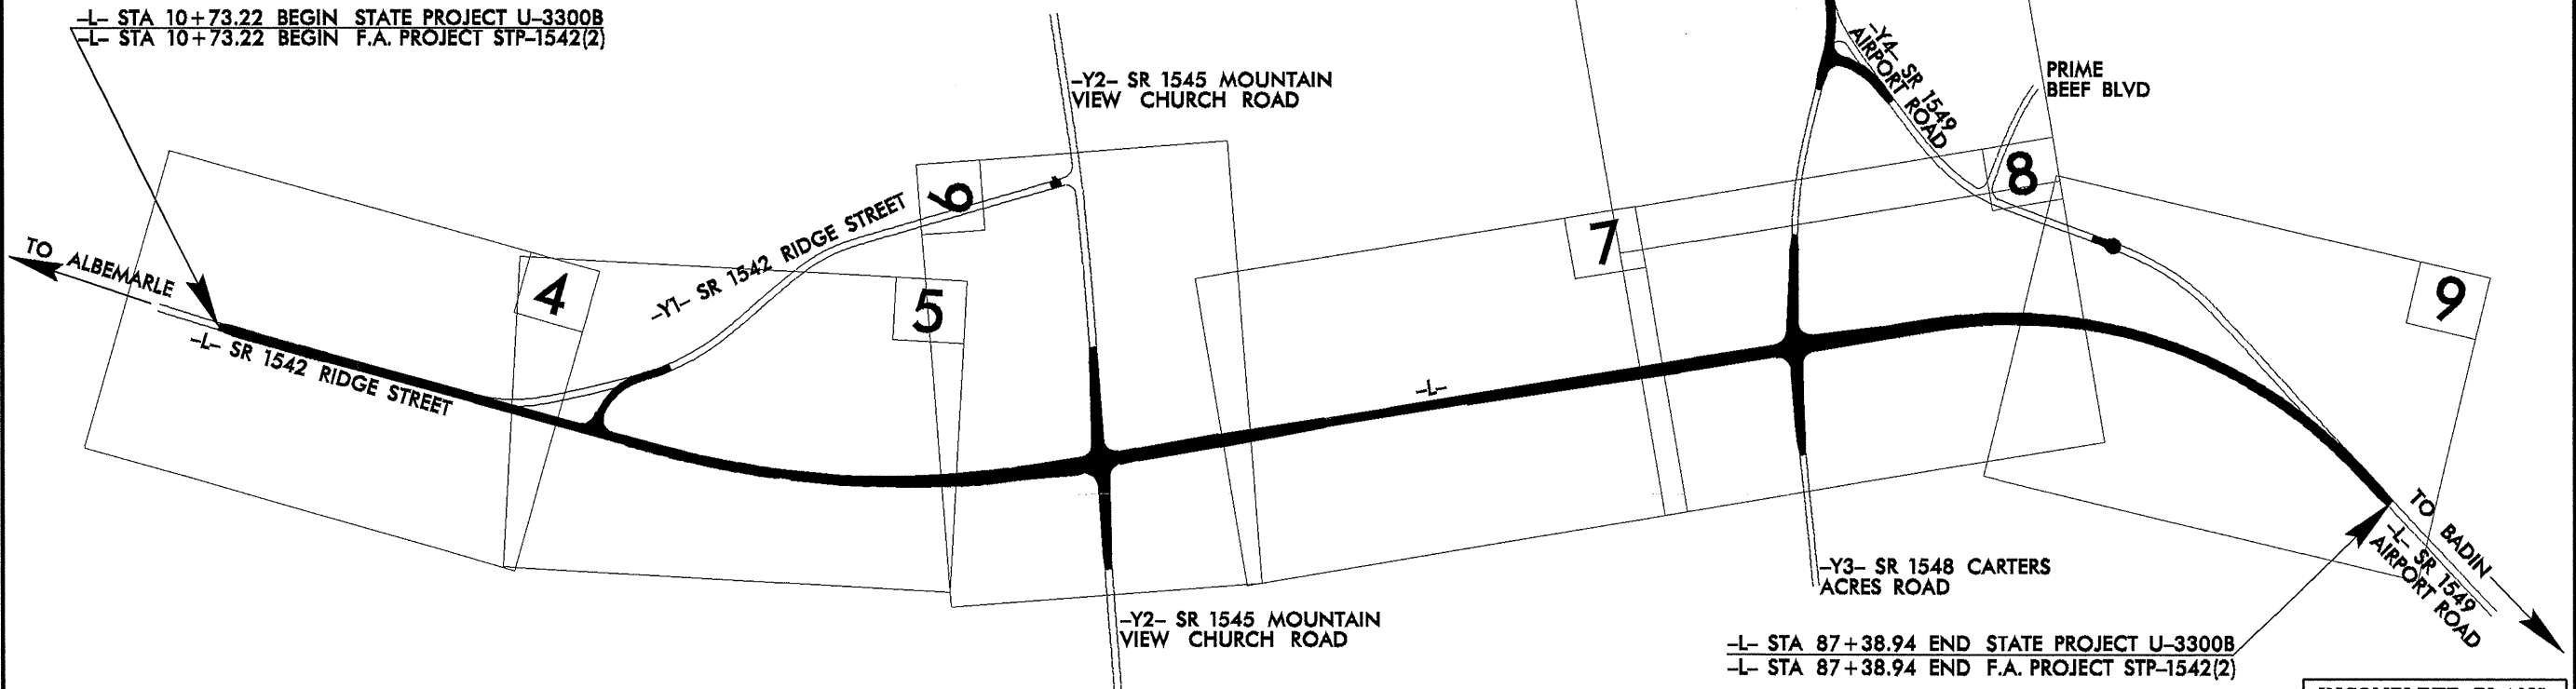 -L- STA 10+73.22 BEGIN STATE PROJECT U-3300B
-L- STA 10+73.22 BEGIN F.A. PROJECT STP-1542(2)
-Y2- SR 1545 MOUNTAIN
VIEW CHURCH ROAD
-Y4- SR 1549
AIRPORT ROAD
PRIME
BEEF BLVD
TO ALBEMARLE
-L- SR 1542 RIDGE STREET
4
-Y1- SR 1542 RIDGE STREET
5
6
7
8
9
-L-
-Y2- SR 1545 MOUNTAIN
VIEW CHURCH ROAD
-Y3- SR 1548 CARTERS
ACRES ROAD
TO BADIN
-L- SR 1549
AIRPORT ROAD
-L- STA 87+38.94 END STATE PROJECT U-3300B
-L- STA 87+38.94 END F.A. PROJECT STP-1542(2)